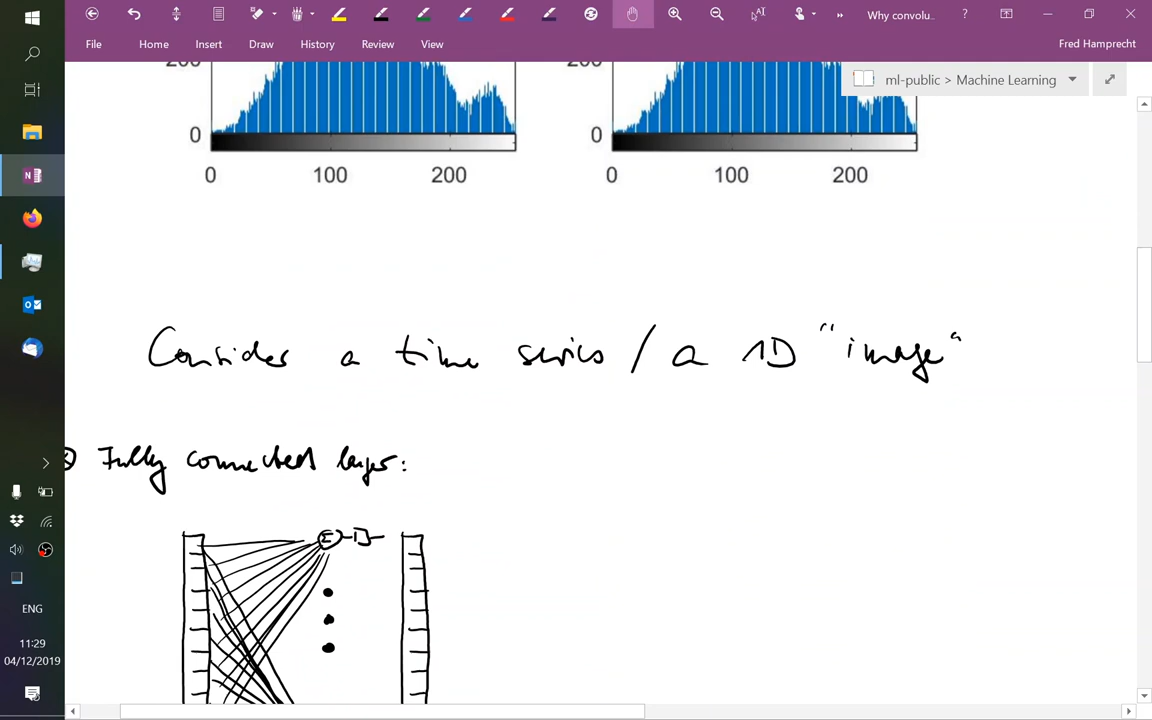 Why convolu..
Fred Hamprecht
File Home Insert Draw History Review View
ml-public > Machine Learning
200 200
0 0
0 100 200 0 100 200
Consider a time series / a 1D "image"
Fully connected layer:
Σ
ENG
11:29
04/12/2019